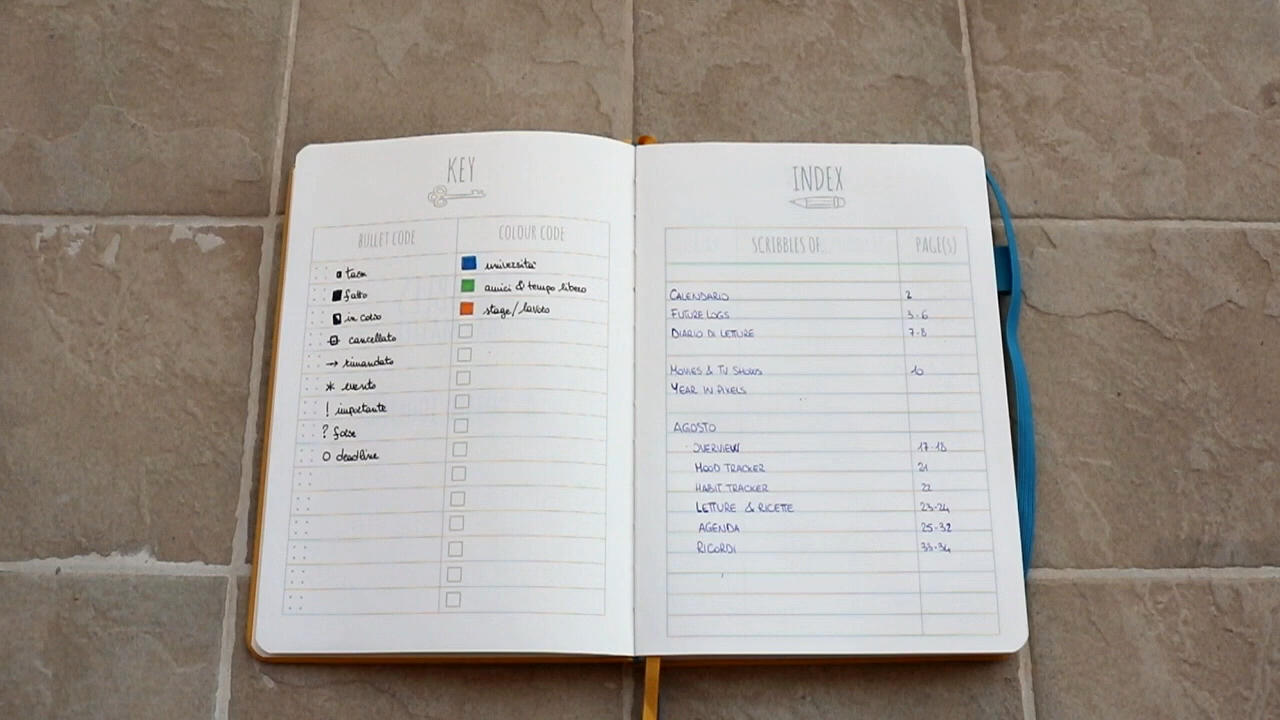 KEY
BULLET CODE
COLOUR CODE
task
fatto
in corso
cancellato
→ rimandato
* evento
! importante
? forse
O deadline
università
amici & tempo libero
stage/lavoro
INDEX
SCRIBBLES OF... PAGE(S)
CALENDARIO 2
FUTURE LOGS 3-6
DIARIO DI LETTURE 7-8
MOVIES & TV SHOWS 10
YEAR IN PIXELS
AGOSTO
OVERVIEW 17-18
MOOD TRACKER 21
HABIT TRACKER 22
LETTURE & RICETTE 23-24
AGENDA 25-32
RICORDI 33-34